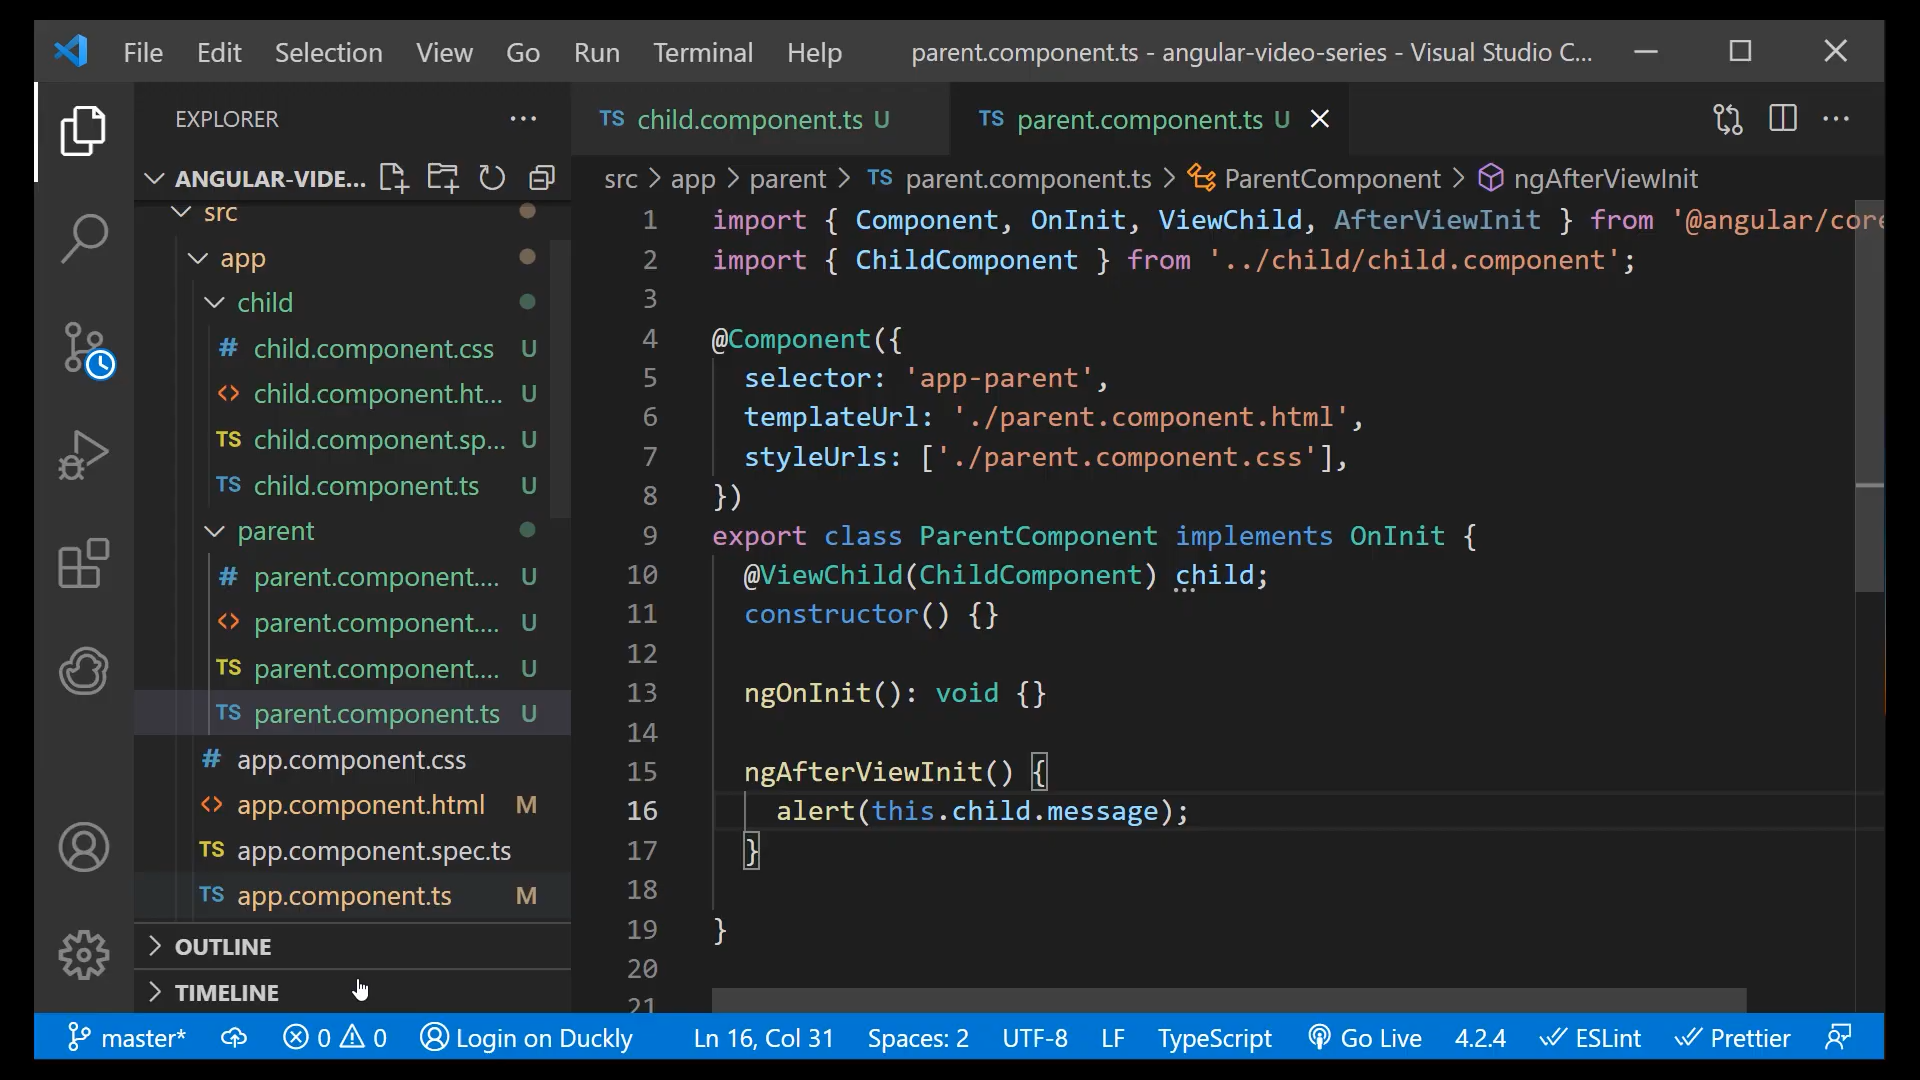 File Edit Selection View Go Run Terminal Help parent.component.ts - angular-video-series - Visual Studio C...
EXPLORER
ANGULAR-VIDE...
src
app
child
# child.component.css U
<> child.component.ht... U
TS child.component.sp... U
TS child.component.ts U
parent
# parent.component.... U
<> parent.component.... U
TS parent.component.... U
TS parent.component.ts U
# app.component.css
<> app.component.html M
TS app.component.spec.ts
TS app.component.ts M
OUTLINE
TIMELINE
TS child.component.ts U TS parent.component.ts U
src > app > parent > TS parent.component.ts > ParentComponent > ngAfterViewInit
1 import { Component, OnInit, ViewChild, AfterViewInit } from '@angular/core
2 import { ChildComponent } from '../child/child.component';
3
4 @Component({
5 selector: 'app-parent',
6 templateUrl: './parent.component.html',
7 styleUrls: ['./parent.component.css'],
8 })
9 export class ParentComponent implements OnInit {
10 @ViewChild(ChildComponent) child;
11 constructor() {}
12
13 ngOnInit(): void {}
14
15 ngAfterViewInit() {
16 alert(this.child.message);
17 }
18
19 }
20
21
master* 0 0 Login on Duckly Ln 16, Col 31 Spaces: 2 UTF-8 LF TypeScript Go Live 4.2.4 ESLint Prettier